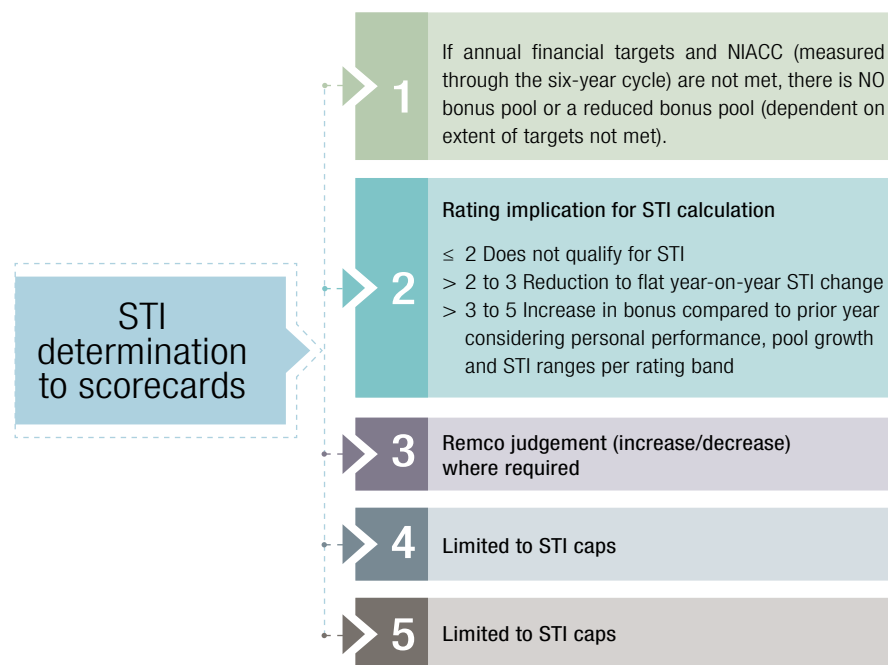 STI
determination
to scorecards
1
If annual financial targets and NIACC (measured
through the six-year cycle) are not met, there is NO
bonus pool or a reduced bonus pool (dependent on
extent of targets not met).
2
Rating implication for STI calculation
≤ 2 Does not qualify for STI
> 2 to 3 Reduction to flat year-on-year STI change
> 3 to 5 Increase in bonus compared to prior year
considering personal performance, pool growth
and STI ranges per rating band
3
Remco judgement (increase/decrease)
where required
4
Limited to STI caps
5
Limited to STI caps